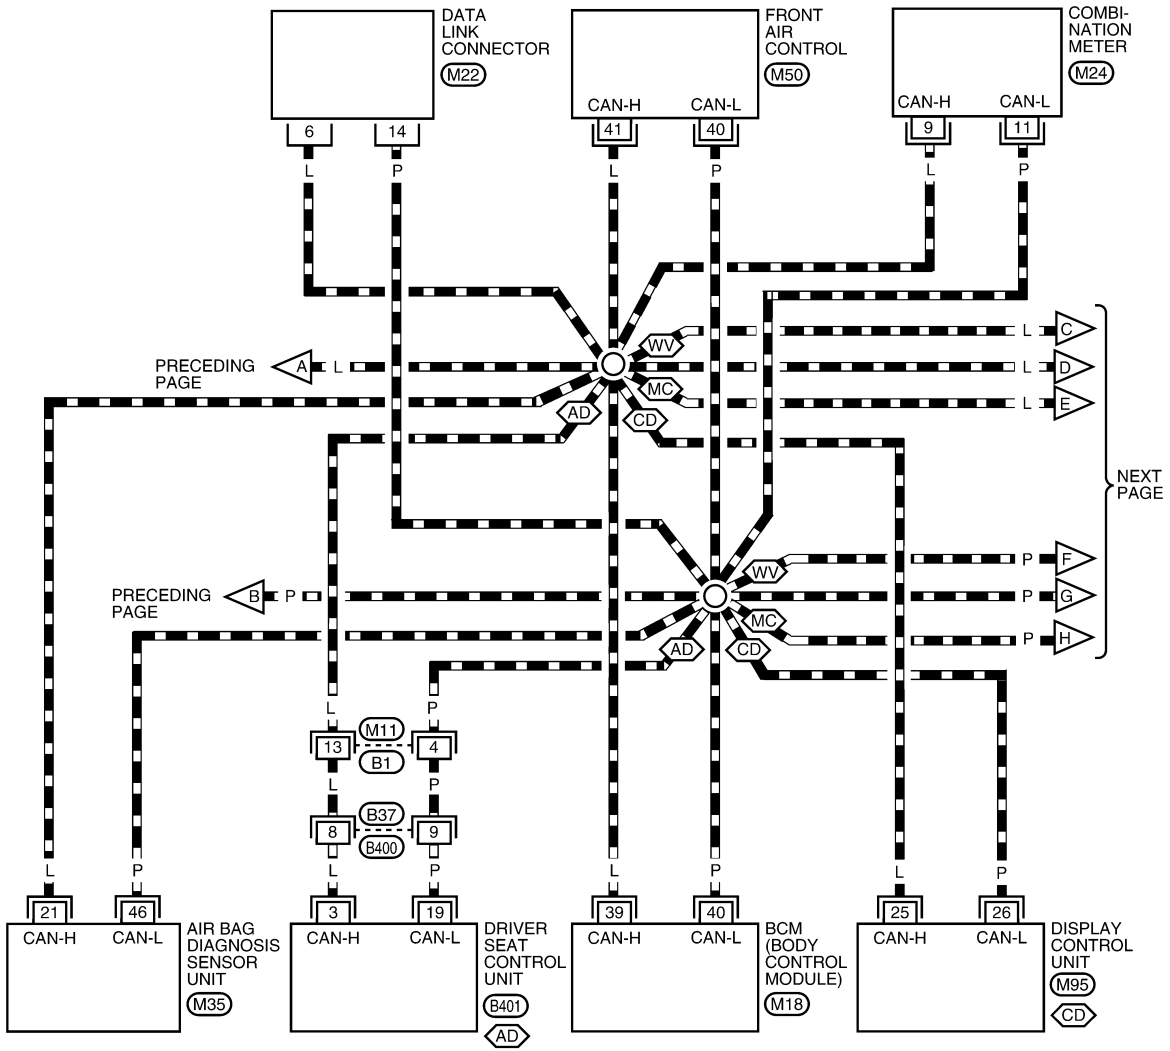 DATA
LINK
CONNECTOR
M22
FRONT
AIR
CONTROL
M50
COMBI-
NATION
METER
M24
CAN-H
CAN-L
CAN-H
CAN-L
6
14
41
40
9
11
L
P
L
P
L
P
WV
C
L
PRECEDING
PAGE
A
L
L
D
MC
L
E
AD
CD
NEXT
PAGE
WV
P
F
PRECEDING
PAGE
B
P
P
G
MC
P
H
AD
CD
L
P
M11
13
4
B1
L
P
B37
8
9
B400
L
P
L
P
L
P
L
P
21
46
3
19
39
40
25
26
CAN-H
CAN-L
AIR BAG
DIAGNOSIS
SENSOR
UNIT
M35
CAN-H
CAN-L
DRIVER
SEAT
CONTROL
UNIT
B401
AD
CAN-H
CAN-L
BCM
(BODY
CONTROL
MODULE)
M18
CAN-H
CAN-L
DISPLAY
CONTROL
UNIT
M95
CD